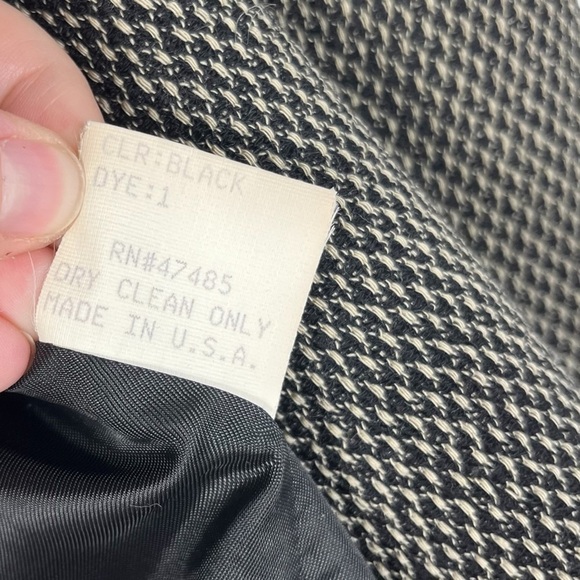 CLR:BLACK
DYE:1
RN#47485
DRY CLEAN ONLY
MADE IN U.S.A.